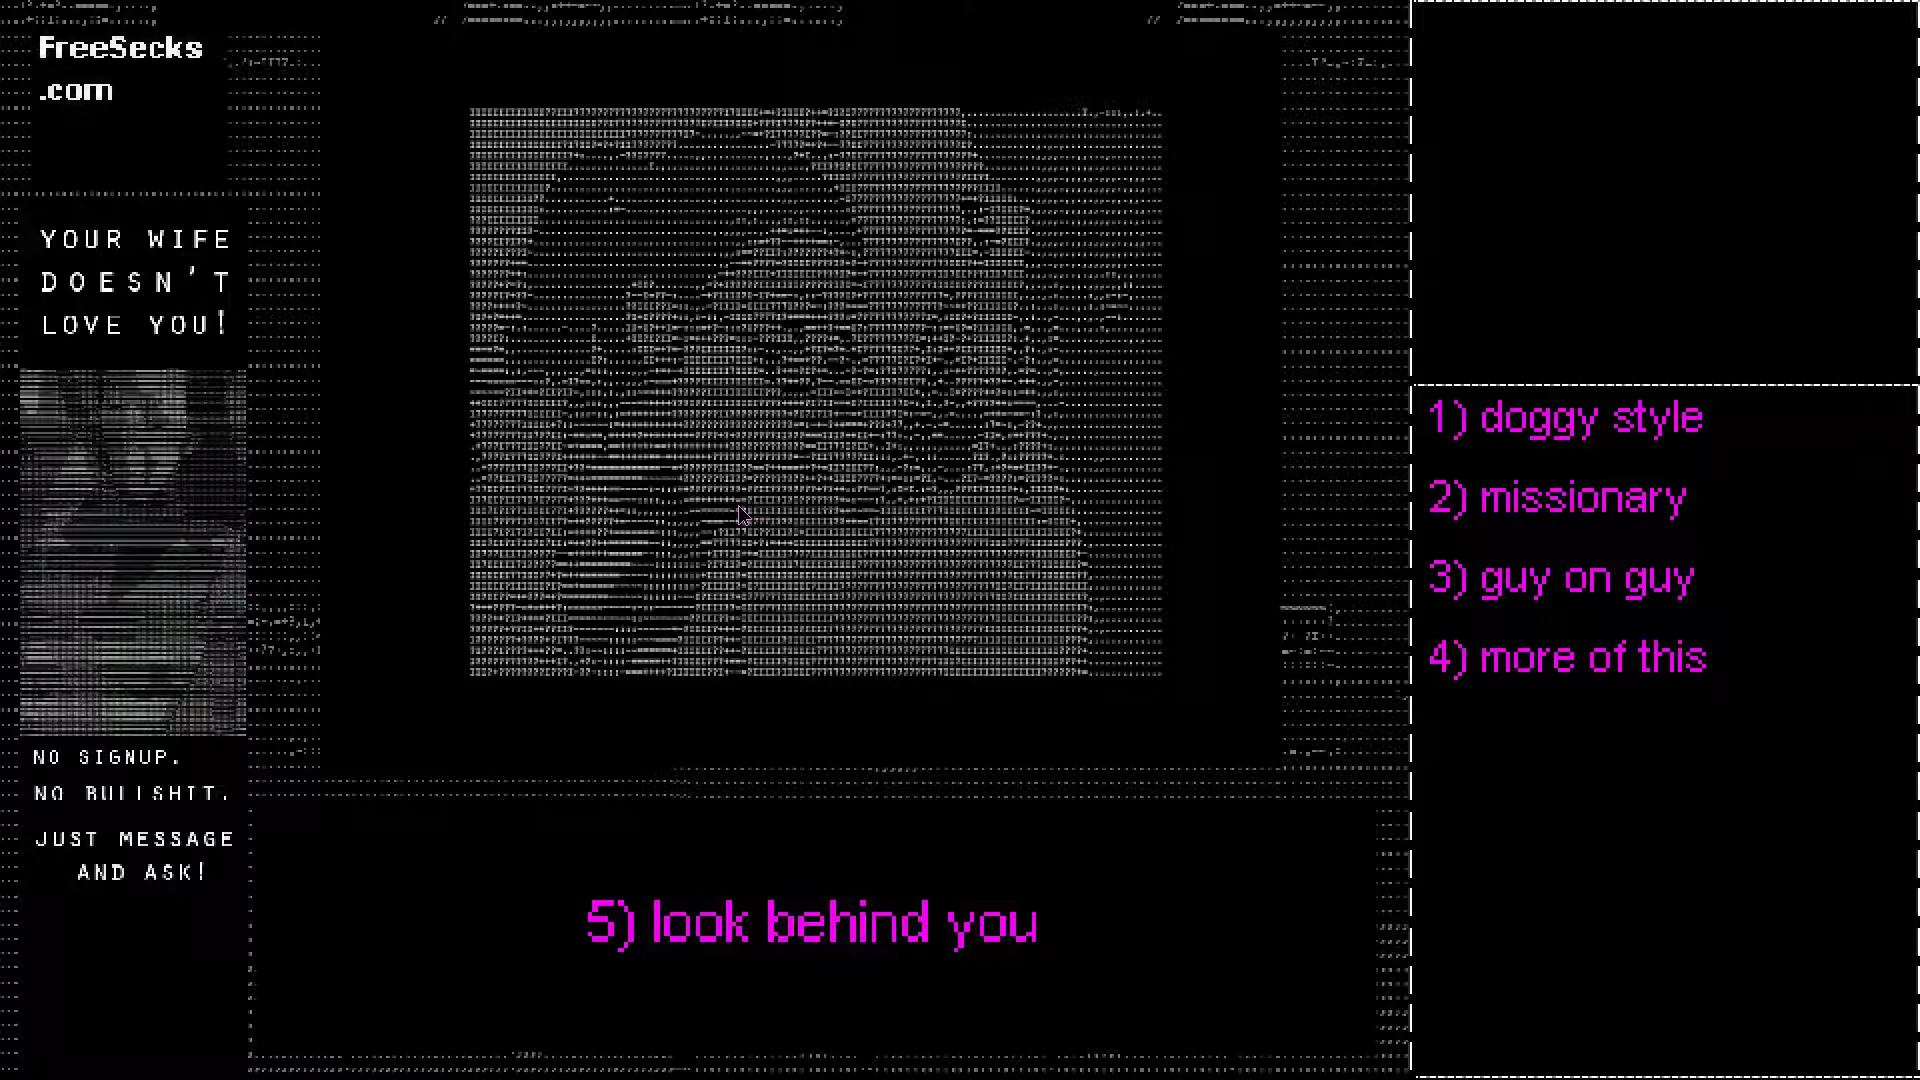 FreeSecks
.com
YOUR WIFE
DOESN'T
LOVE YOU!
NO SIGNUP.
NO BULLSHIT.
JUST MESSAGE
AND ASK!
1) doggy style
2) missionary
3) guy on guy
4) more of this
5) look behind you